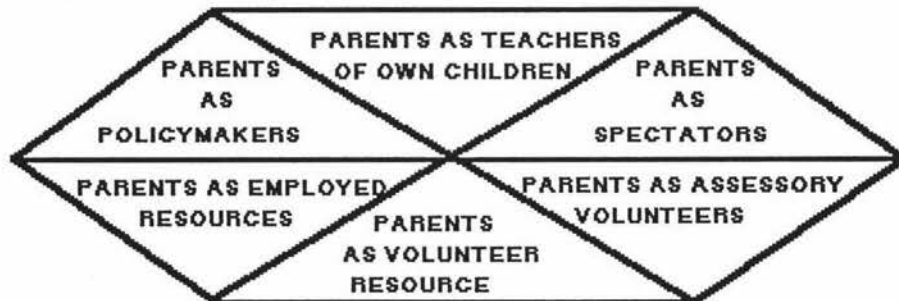 PARENTS AS TEACHERS
OF OWN CHILDREN
PARENTS
AS
POLICYMAKERS
PARENTS
AS
SPECTATORS
PARENTS AS EMPLOYED
RESOURCES
PARENTS AS ASSESSORY
VOLUNTEERS
PARENTS
AS VOLUNTEER
RESOURCE